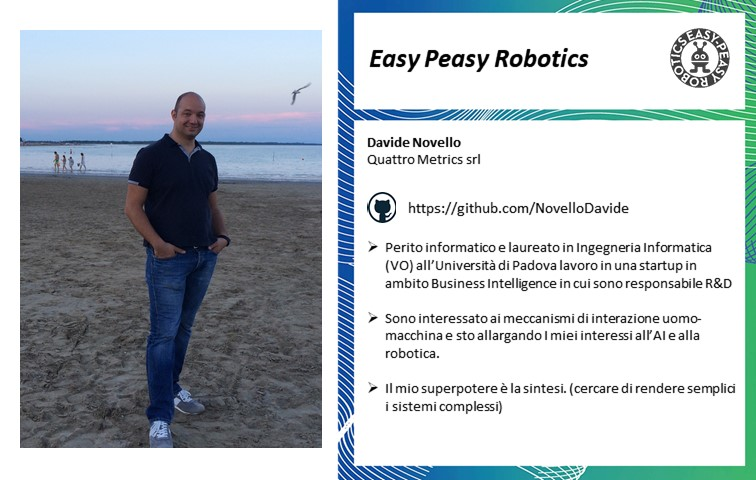 Easy Peasy Robotics
EASY-PEASY ROBOTICS
Davide Novello
Quattro Metrics srl
https://github.com/NovelloDavide
➢ Perito informatico e laureato in Ingegneria Informatica
(VO) all’Università di Padova lavoro in una startup in
ambito Business Intelligence in cui sono responsabile R&D
➢ Sono interessato ai meccanismi di interazione uomo-
macchina e sto allargando I miei interessi all’AI e alla
robotica.
➢ Il mio superpotere è la sintesi. (cercare di rendere semplici
i sistemi complessi)